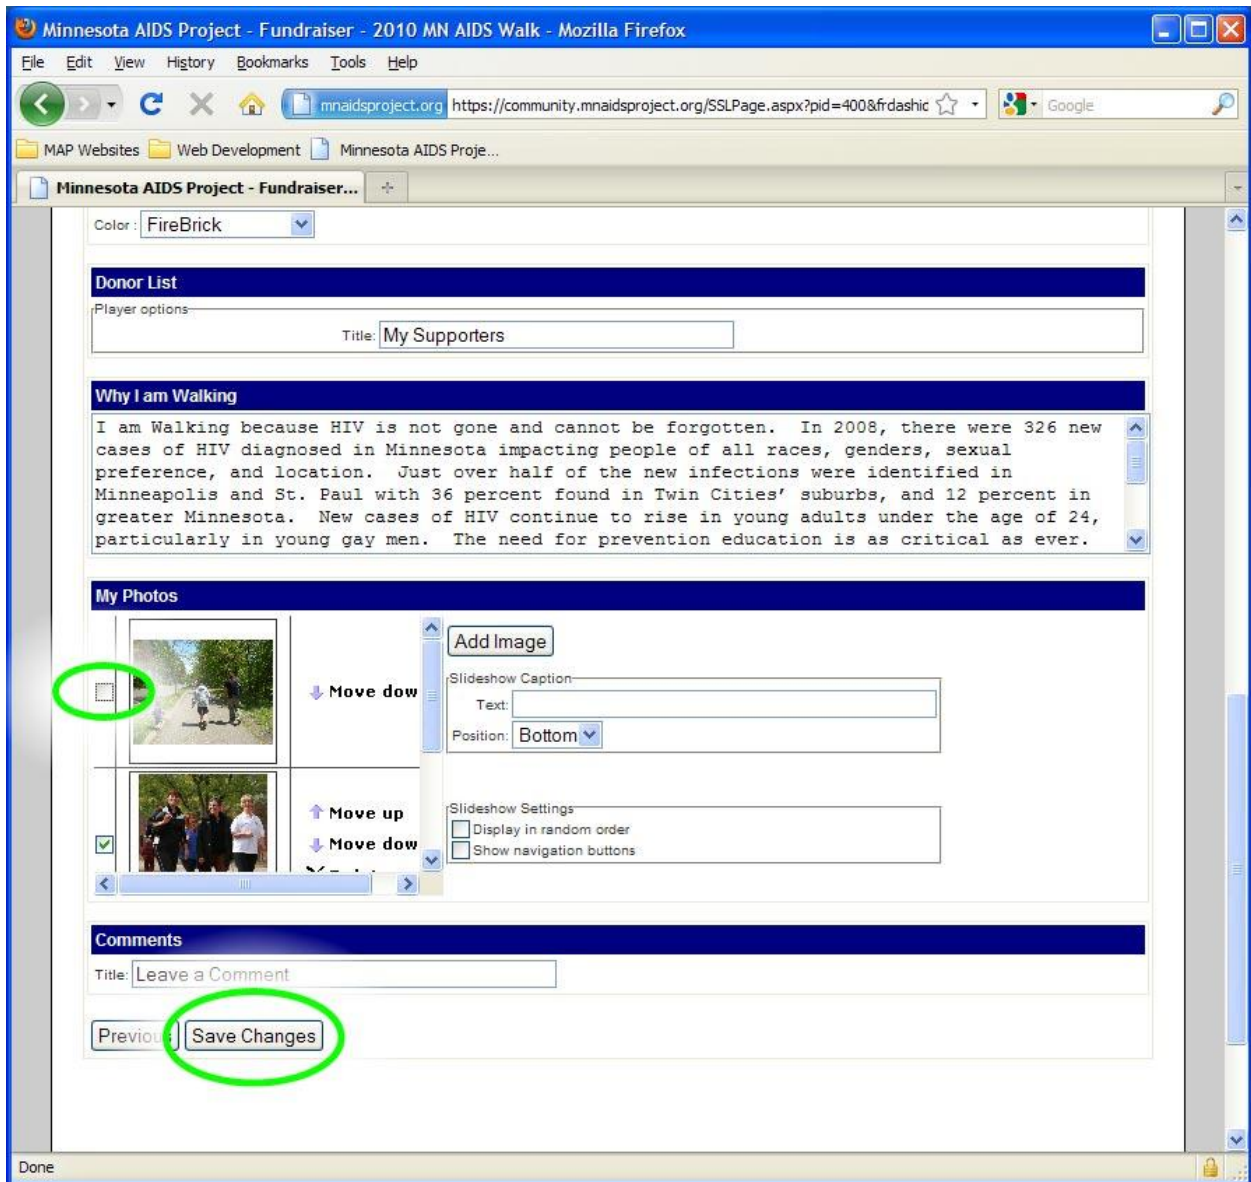 Minnesota AIDS Project - Fundraiser - 2010 MN AIDS Walk - Mozilla Firefox
File Edit View History Bookmarks Tools Help
mnaidsproject.org https://community.mnaidsproject.org/SSLPage.aspx?pid=400&frdashic Google
MAP Websites Web Development Minnesota AIDS Proje...
Minnesota AIDS Project - Fundraiser...
Color : FireBrick
Donor List
Player options
Title: My Supporters
Why I am Walking
I am Walking because HIV is not gone and cannot be forgotten. In 2008, there were 326 new
cases of HIV diagnosed in Minnesota impacting people of all races, genders, sexual
preference, and location. Just over half of the new infections were identified in
Minneapolis and St. Paul with 36 percent found in Twin Cities’ suburbs, and 12 percent in
greater Minnesota. New cases of HIV continue to rise in young adults under the age of 24,
particularly in young gay men. The need for prevention education is as critical as ever.
My Photos
Move dow
Add Image
Slideshow Caption
Text:
Position: Bottom
Move up
Move dow
Slideshow Settings
Display in random order
Show navigation buttons
Comments
Title: Leave a Comment
Previous Save Changes
Done